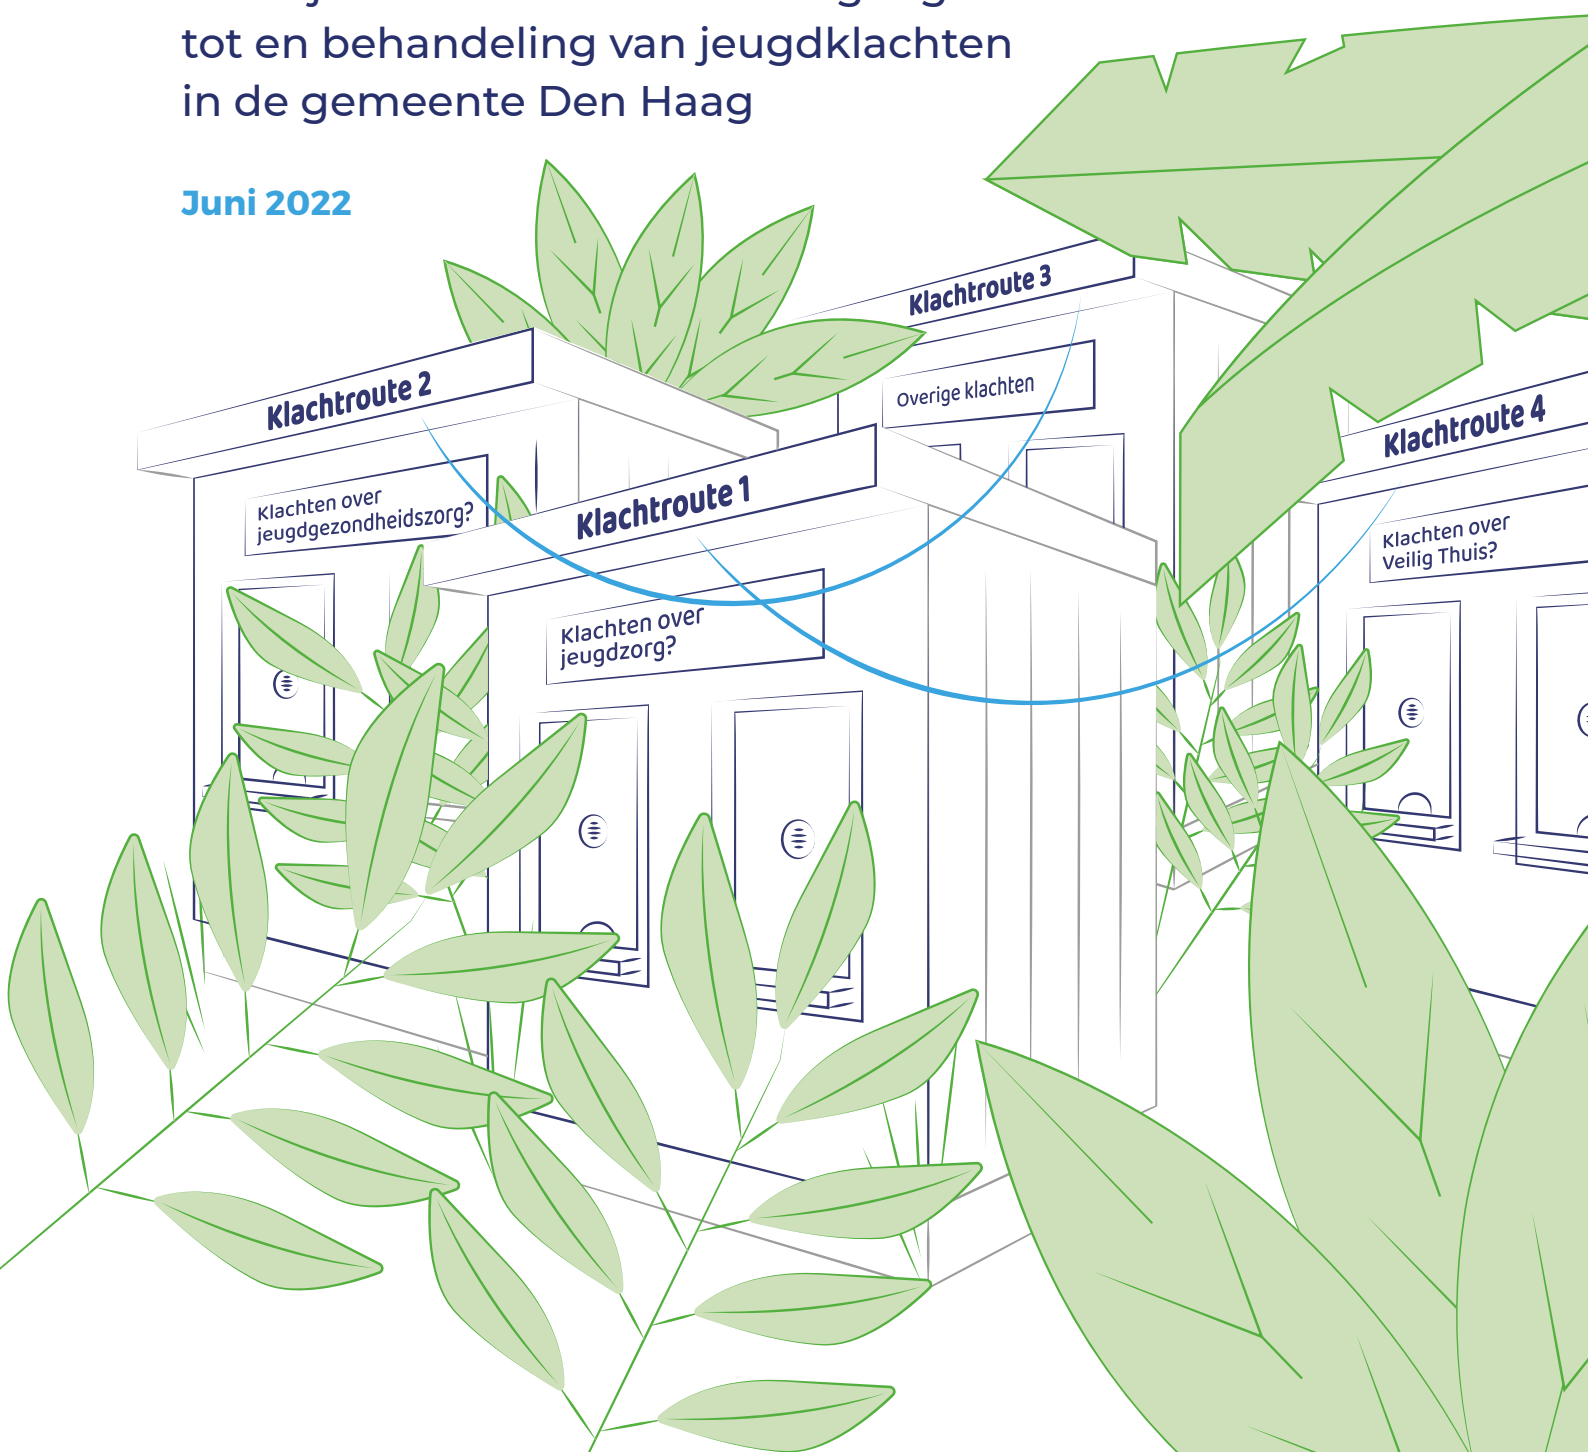 tot en behandeling van jeugdklachten
in de gemeente Den Haag
Juni 2022
Klachtroute 3
Overige klachten
Klachtroute 2
Klachten over
jeugdgezondheidszorg?
Klachtroute 1
Klachten over
jeugdzorg?
Klachtroute 4
Klachten over
Veilig Thuis?